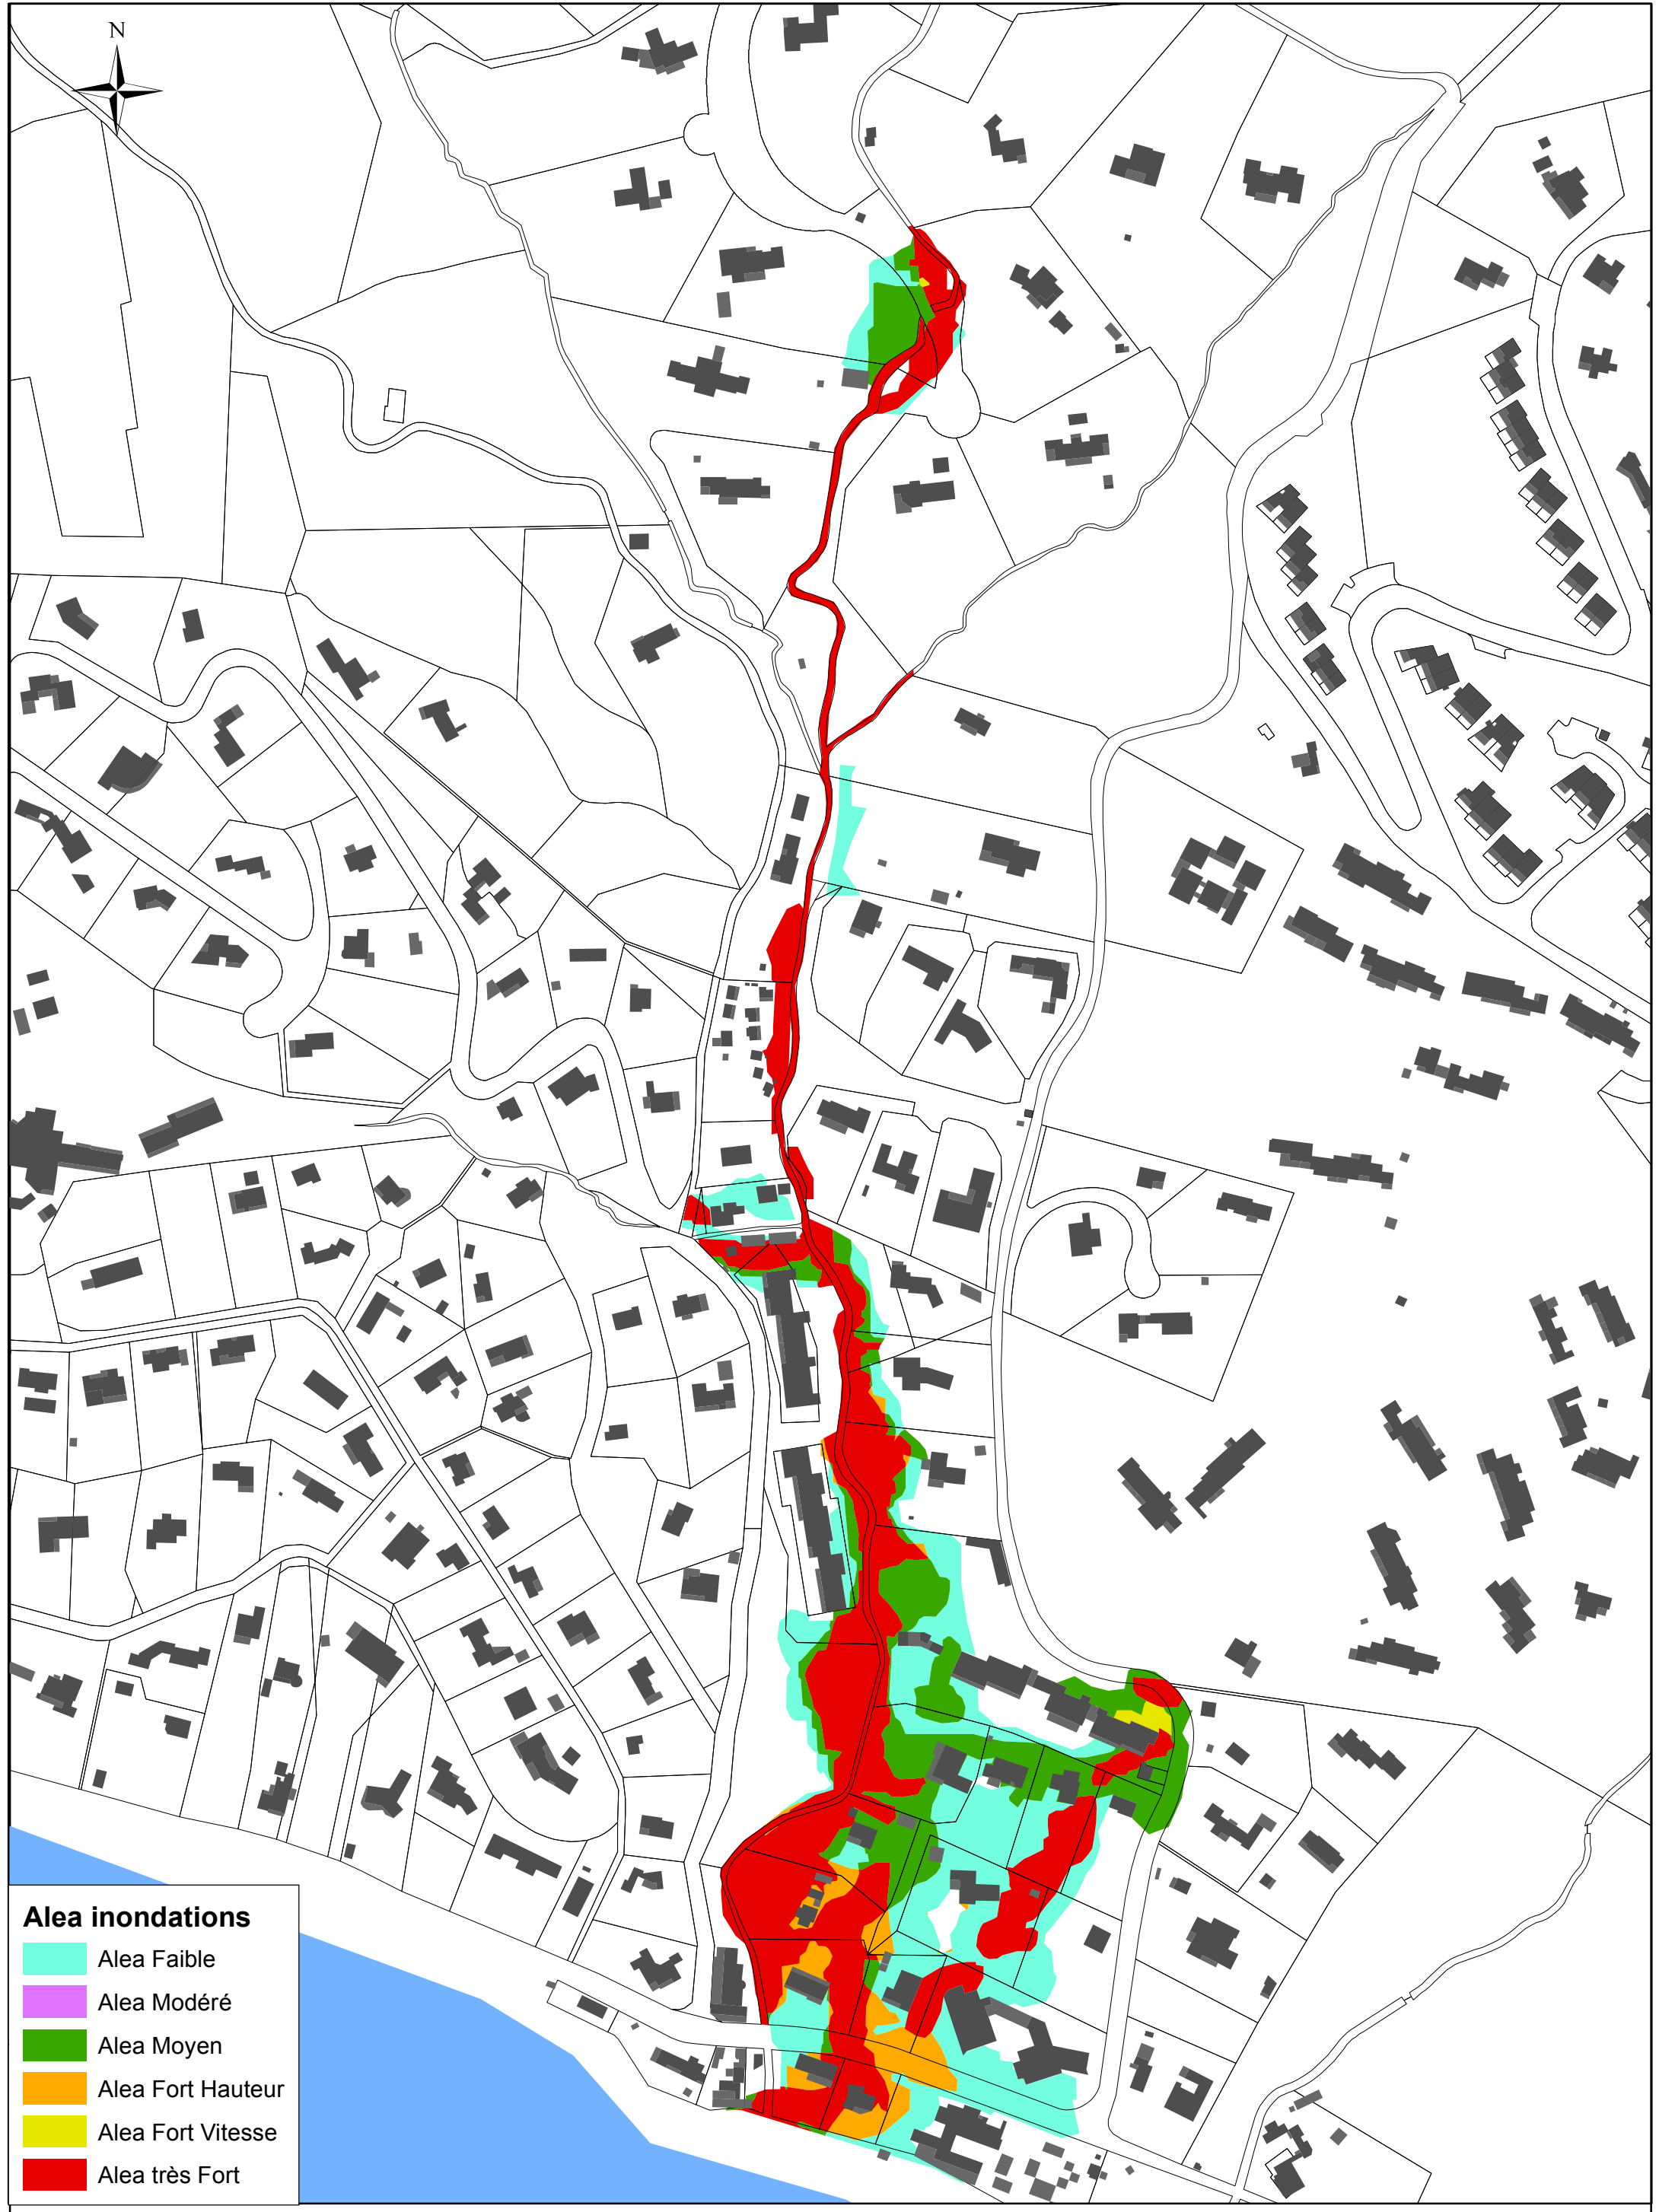 N
Alea inondations
Alea Faible
Alea Modéré
Alea Moyen
Alea Fort Hauteur
Alea Fort Vitesse
Alea très Fort